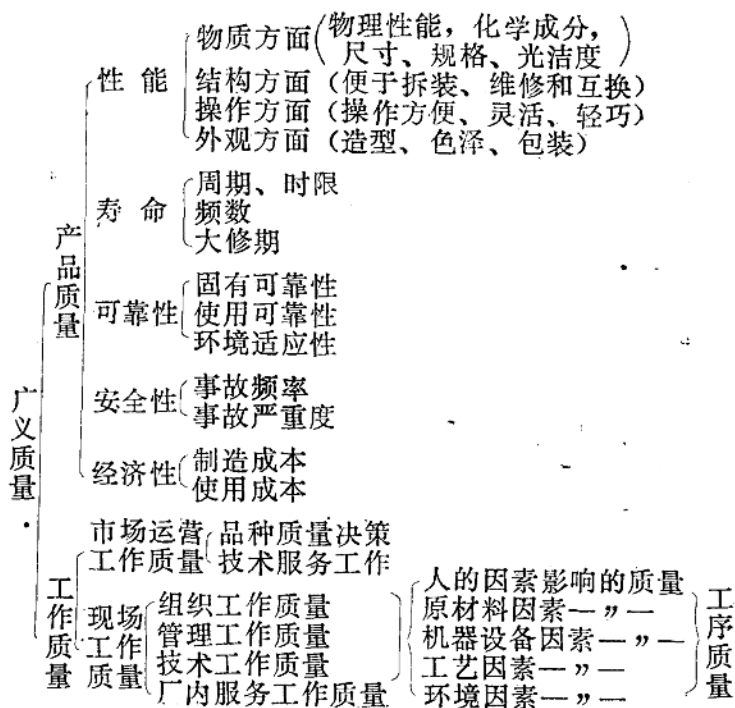 广义质量
产品质量
性能
物质方面(物理性能，化学成分，
尺寸、规格、光洁度)
结构方面（便于拆装、维修和互换）
操作方面（操作方便、灵活、轻巧）
外观方面（造型、色泽、包装）
寿命
周期、时限
频数
大修期
可靠性
固有可靠性
使用可靠性
环境适应性
安全性
事故频率
事故严重度
经济性
制造成本
使用成本
工作质量
市场运营
工作质量
品种质量决策
技术服务工作
现场
工作
质量
组织工作质量
管理工作质量
技术工作质量
厂内服务工作质量
人的因素影响的质量
原材料因素—〃—
机器设备因素—〃—
工艺因素—〃—
环境因素—〃—
工序质量